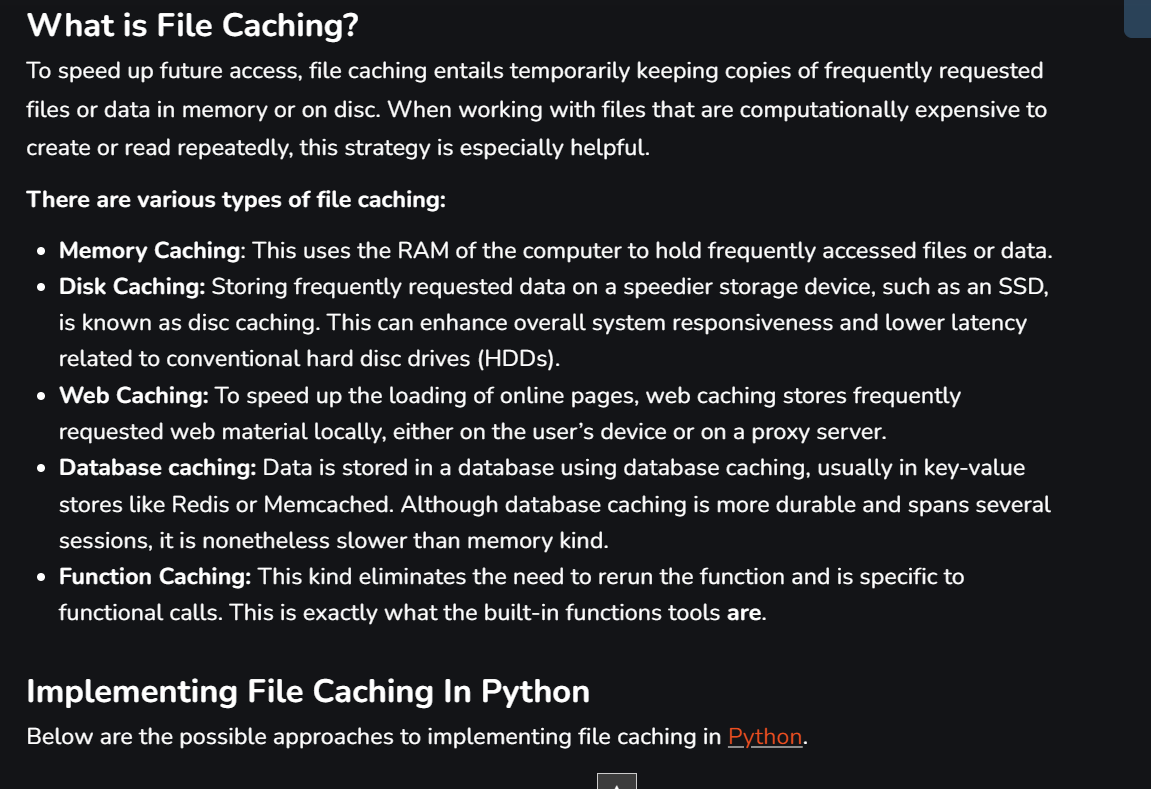 What is File Caching?
To speed up future access, file caching entails temporarily keeping copies of frequently requested
files or data in memory or on disc. When working with files that are computationally expensive to
create or read repeatedly, this strategy is especially helpful.
There are various types of file caching:
• Memory Caching: This uses the RAM of the computer to hold frequently accessed files or data.
• Disk Caching: Storing frequently requested data on a speedier storage device, such as an SSD,
is known as disc caching. This can enhance overall system responsiveness and lower latency
related to conventional hard disc drives (HDDs).
• Web Caching: To speed up the loading of online pages, web caching stores frequently
requested web material locally, either on the user’s device or on a proxy server.
• Database caching: Data is stored in a database using database caching, usually in key-value
stores like Redis or Memcached. Although database caching is more durable and spans several
sessions, it is nonetheless slower than memory kind.
• Function Caching: This kind eliminates the need to rerun the function and is specific to
functional calls. This is exactly what the built-in functions tools are.
Implementing File Caching In Python
Below are the possible approaches to implementing file caching in Python.